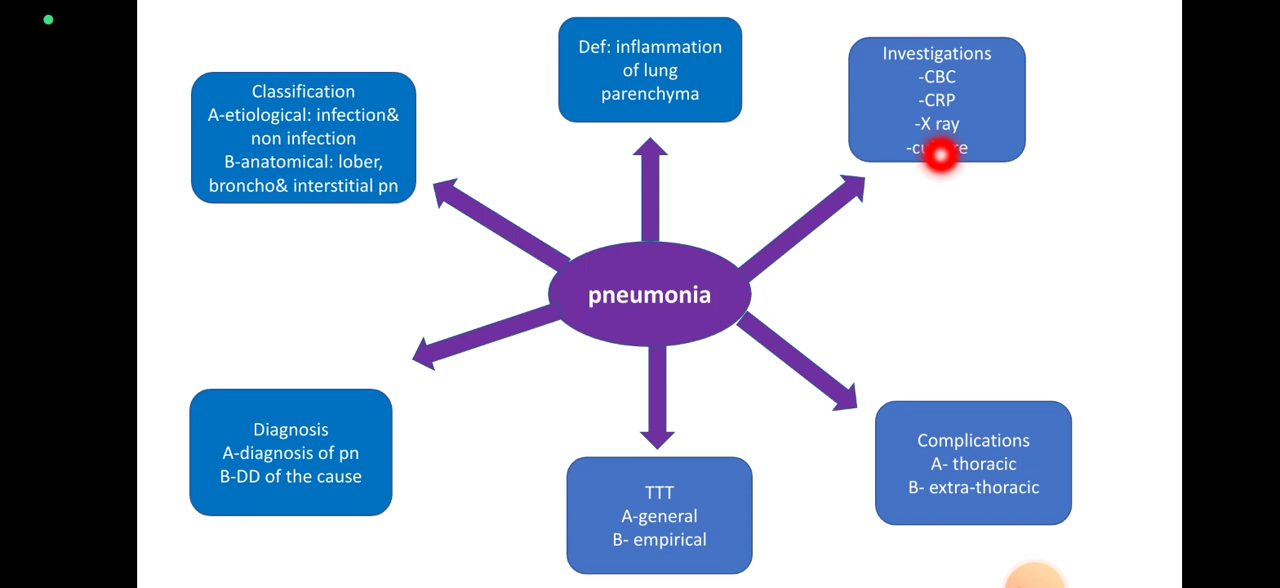 Def: inflammation
of lung
parenchyma
Investigations
-CBC
-CRP
-X ray
Classification
A-etiological: infection&
non infection
B-anatomical: lober,
broncho& interstitial pn
pneumonia
Diagnosis
A-diagnosis of pn
B-DD of the cause
TTT
A-general
B- empirical
Complications
A- thoracic
B- extra-thoracic